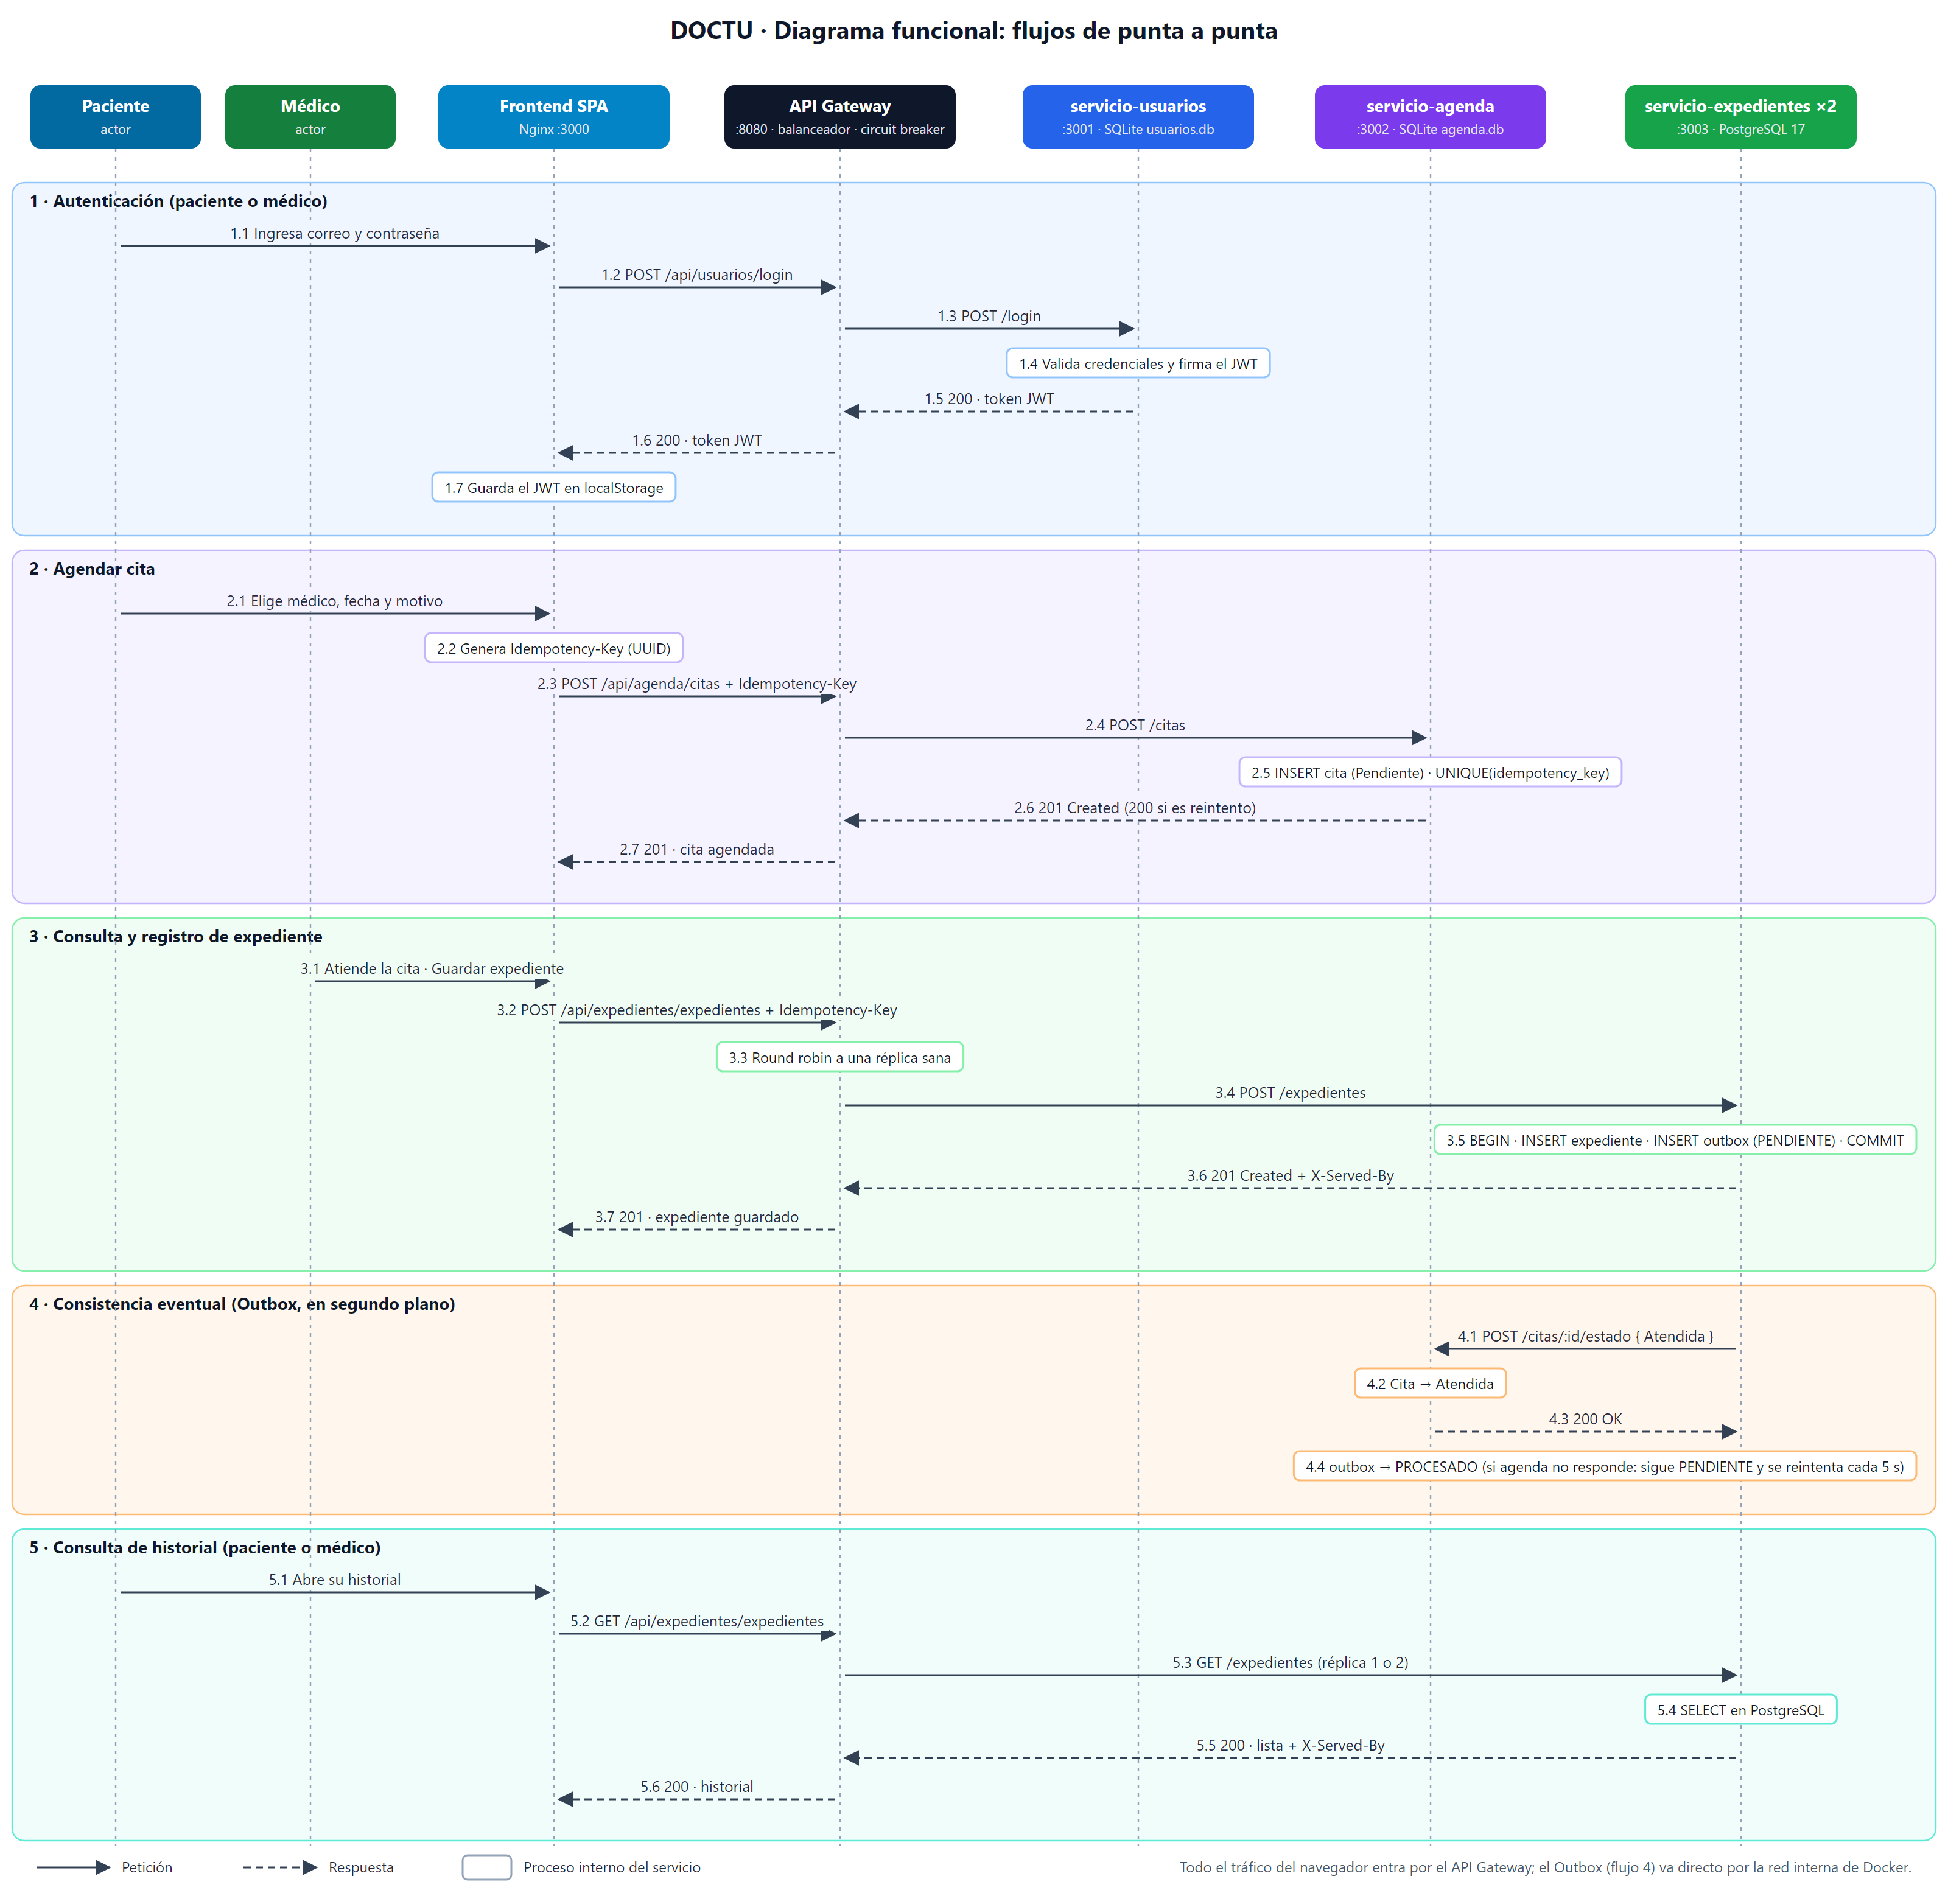 DOCTU · Diagrama funcional: flujos de punta a punta
Paciente
actor
Médico
actor
Frontend SPA
Nginx :3000
API Gateway
:8080 · balanceador · circuit breaker
servicio-usuarios
:3001 · SQLite usuarios.db
servicio-agenda
:3002 · SQLite agenda.db
servicio-expedientes ×2
:3003 · PostgreSQL 17
1 · Autenticación (paciente o médico)
1.1 Ingresa correo y contraseña
1.2 POST /api/usuarios/login
1.3 POST /login
1.4 Valida credenciales y firma el JWT
1.5 200 · token JWT
1.6 200 · token JWT
1.7 Guarda el JWT en localStorage
2 · Agendar cita
2.1 Elige médico, fecha y motivo
2.2 Genera Idempotency-Key (UUID)
2.3 POST /api/agenda/citas + Idempotency-Key
2.4 POST /citas
2.5 INSERT cita (Pendiente) · UNIQUE(idempotency_key)
2.6 201 Created (200 si es reintento)
2.7 201 · cita agendada
3 · Consulta y registro de expediente
3.1 Atiende la cita · Guardar expediente
3.2 POST /api/expedientes/expedientes + Idempotency-Key
3.3 Round robin a una réplica sana
3.4 POST /expedientes
3.5 BEGIN · INSERT expediente · INSERT outbox (PENDIENTE) · COMMIT
3.6 201 Created + X-Served-By
3.7 201 · expediente guardado
4 · Consistencia eventual (Outbox, en segundo plano)
4.1 POST /citas/:id/estado { Atendida }
4.2 Cita → Atendida
4.3 200 OK
4.4 outbox → PROCESADO (si agenda no responde: sigue PENDIENTE y se reintenta cada 5 s)
5 · Consulta de historial (paciente o médico)
5.1 Abre su historial
5.2 GET /api/expedientes/expedientes
5.3 GET /expedientes (réplica 1 o 2)
5.4 SELECT en PostgreSQL
5.5 200 · lista + X-Served-By
5.6 200 · historial
Petición
Respuesta
Proceso interno del servicio
Todo el tráfico del navegador entra por el API Gateway; el Outbox (flujo 4) va directo por la red interna de Docker.